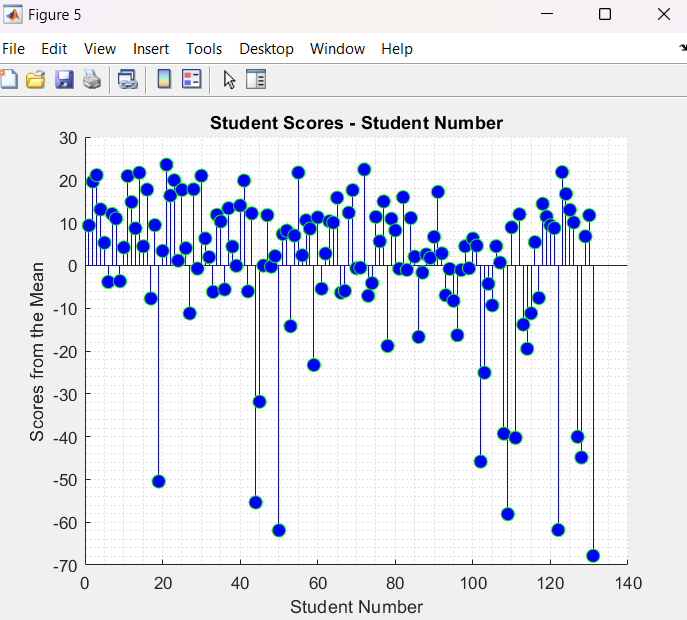 Figure 5
File Edit View Insert Tools Desktop Window Help
Student Scores - Student Number
Scores from the Mean
30
20
10
0
-10
-20
-30
-40
-50
-60
-70
0 20 40 60 80 100 120 140
Student Number